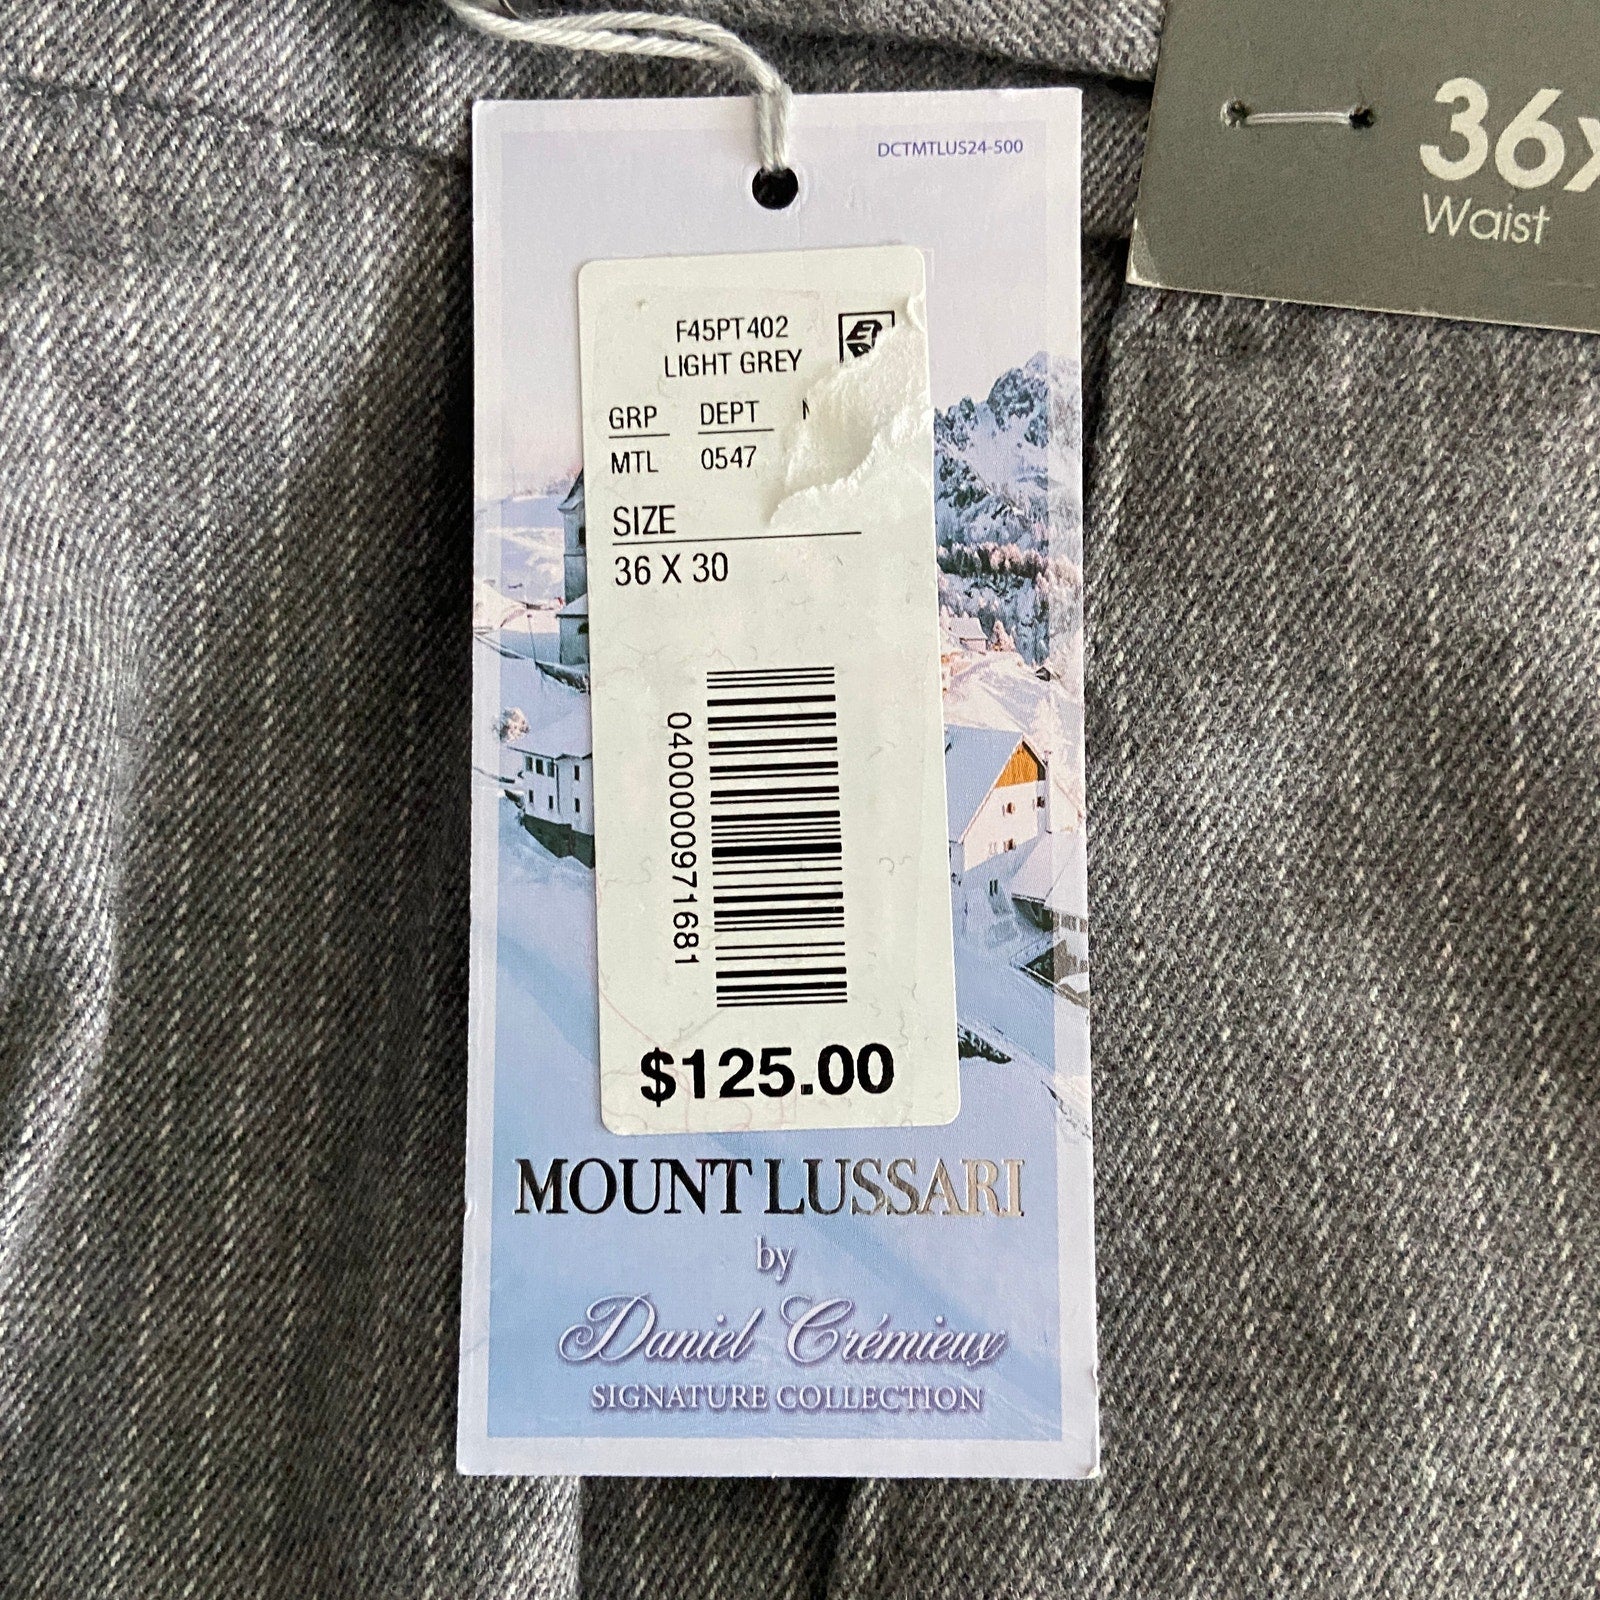 DCTMTLUS24-500
36x
Waist
F45PT402
LIGHT GREY
GRP DEPT
MTL 0547
SIZE
36 X 30
0400000971681
$125.00
MOUNT LUSSARI
by
Daniel Crémieux
SIGNATURE COLLECTION